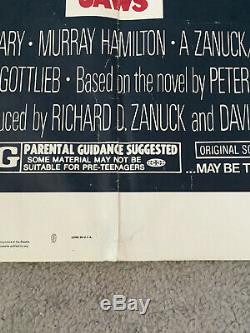 JAWS
ARY • MURRAY HAMILTON • A ZANUCK/
GOTTLIEB • Based on the novel by PETER
uced by RICHARD D. ZANUCK and DAVI
G PARENTAL GUIDANCE SUGGESTED
SOME MATERIAL MAY NOT BE
SUITABLE FOR PRE-TEENAGERS
ORIGINAL SO
...MAY BE T